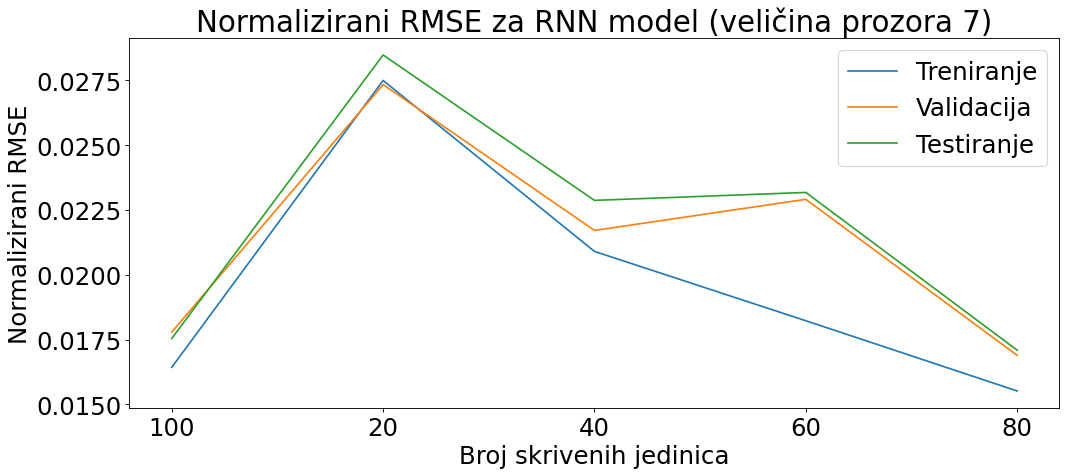 Normalizirani RMSE za RNN model (veličina prozora 7)
Treniranje
Validacija
Testiranje
Normalizirani RMSE
0.0275
0.0250
0.0225
0.0200
0.0175
0.0150
100 20 40 60 80
Broj skrivenih jedinica